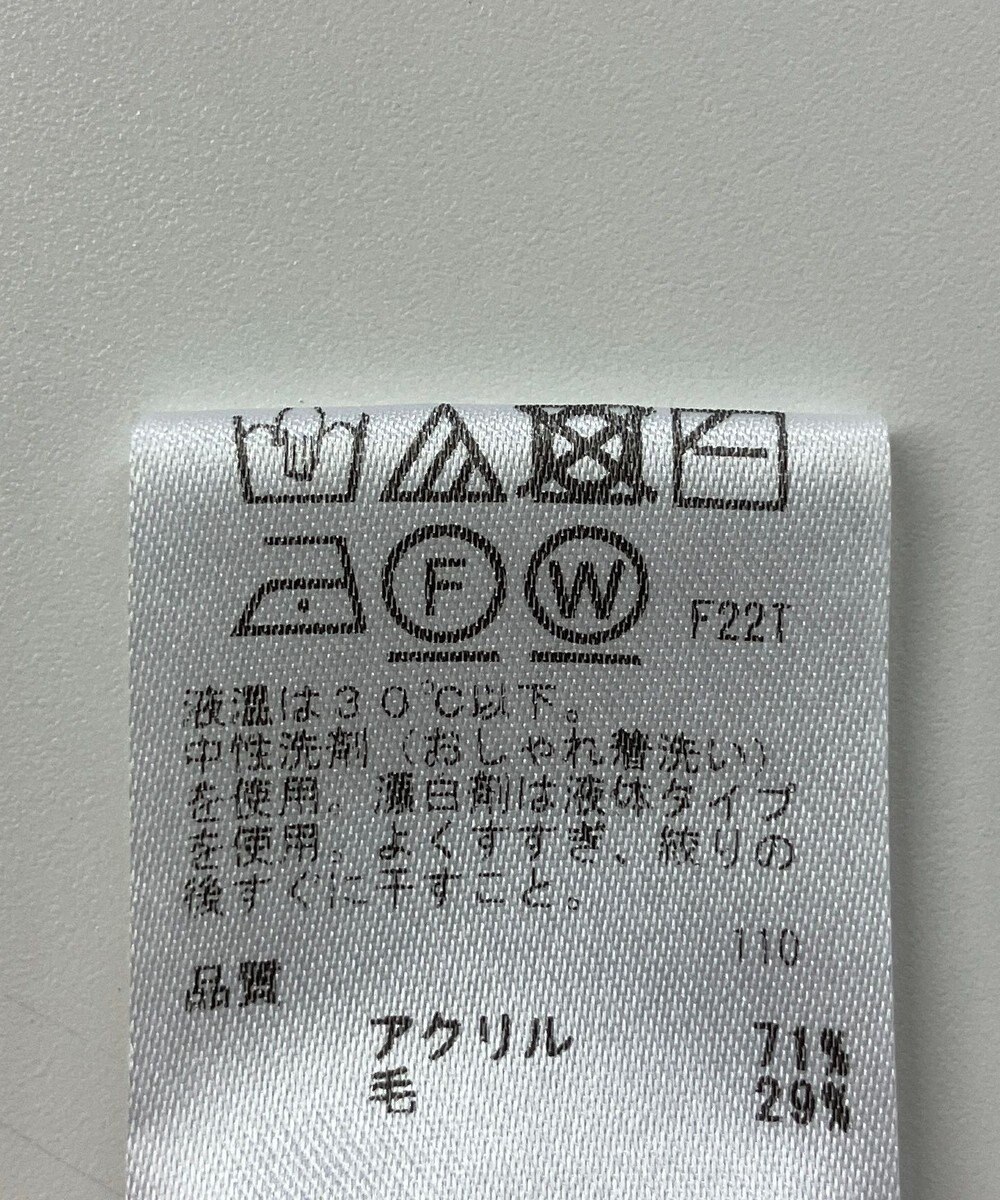 F
W
F22T
液温は30℃以下。
中性洗剤（おしゃれ着洗い）
を使用。漂白剤は液体タイプ
を使用。よくすすぎ、絞りの
後すぐに干すこと。
110
品質
アクリル 71%
毛 29%